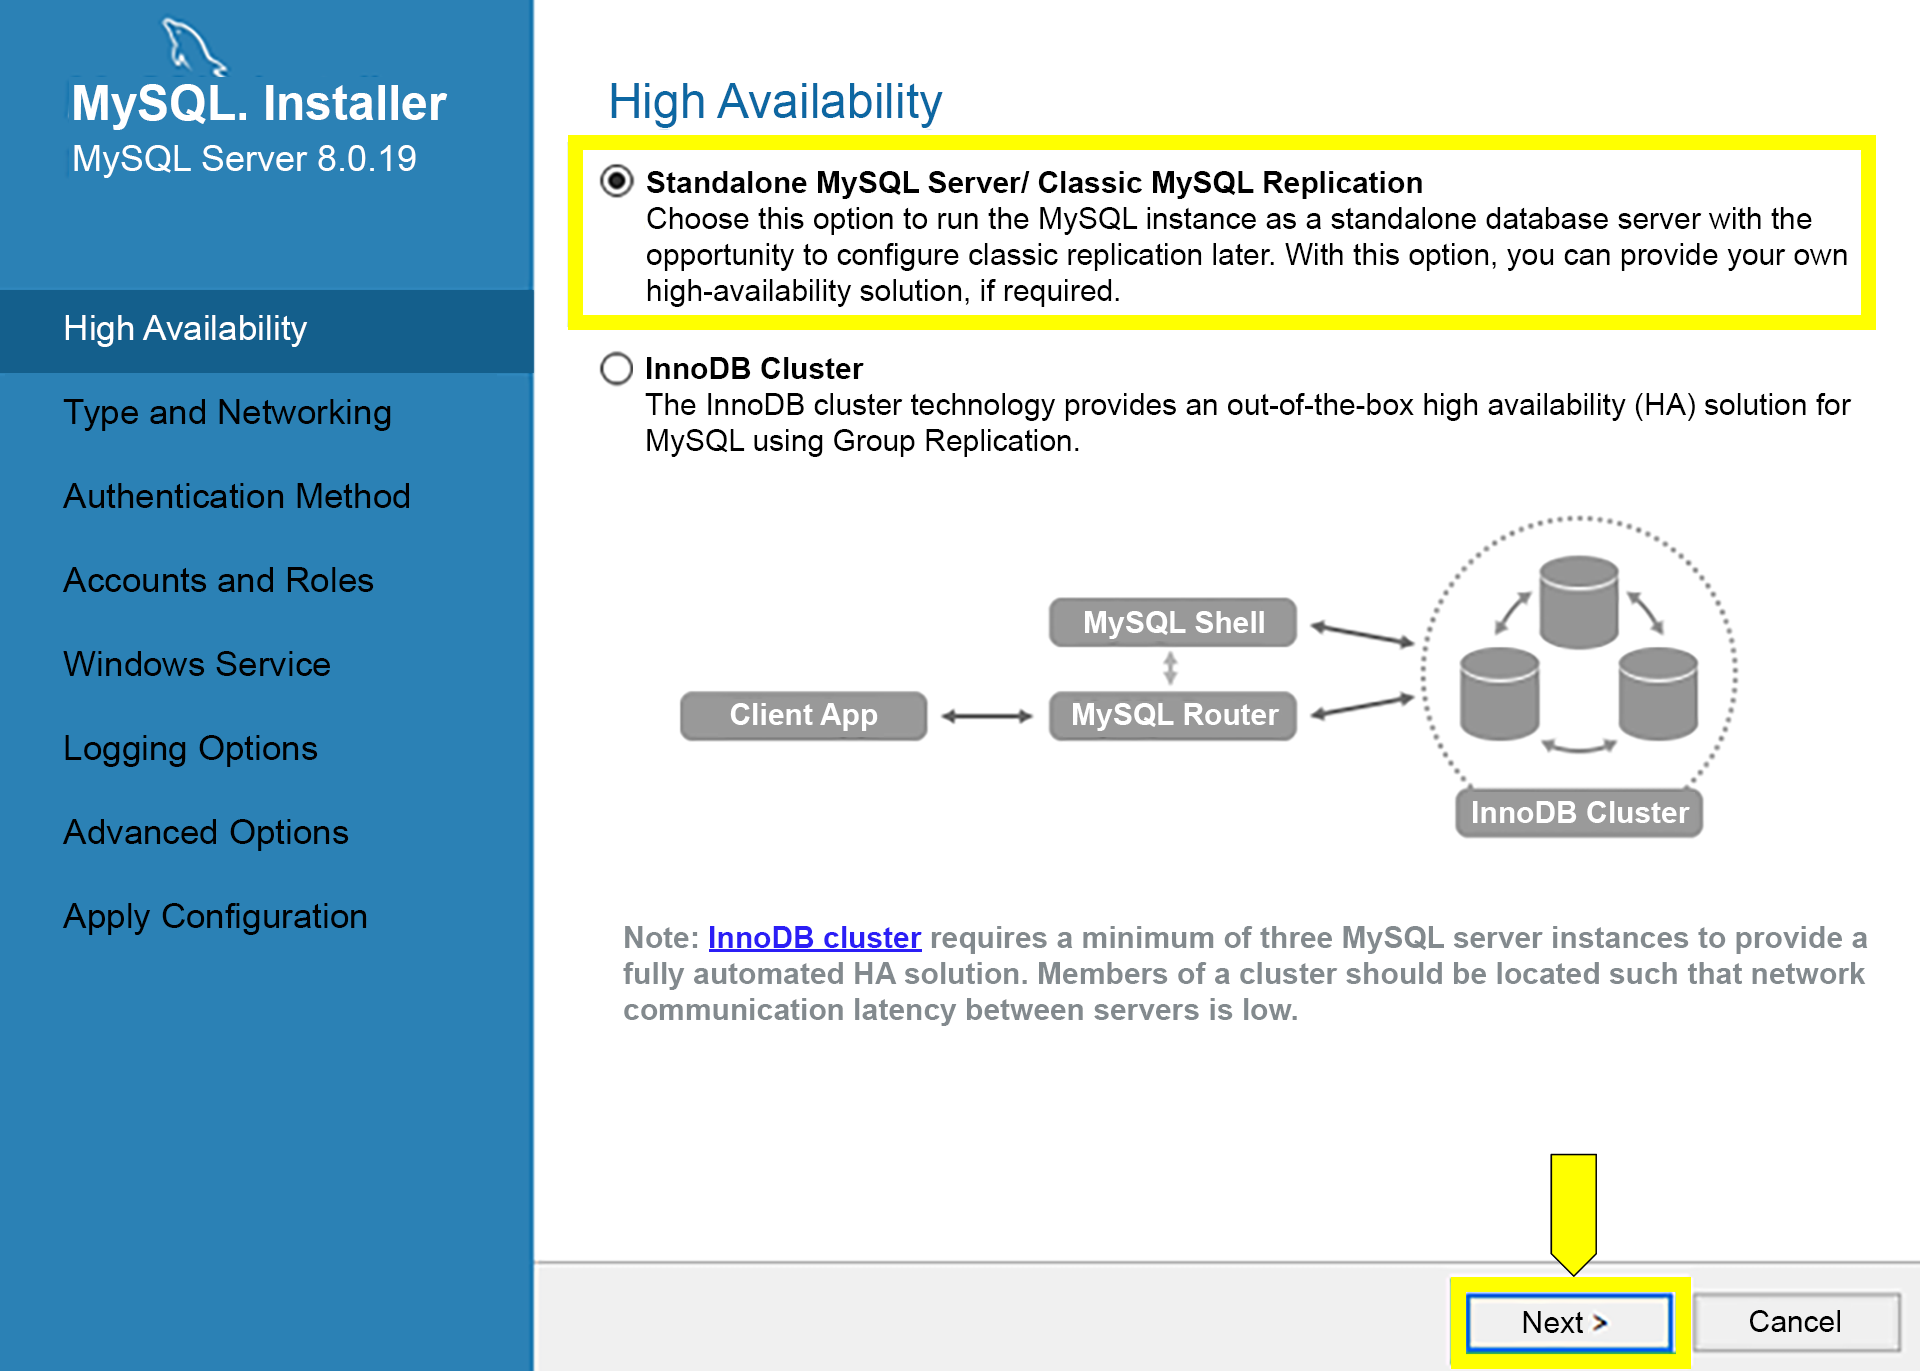 MySQL. Installer
MySQL Server 8.0.19
High Availability
Type and Networking
Authentication Method
Accounts and Roles
Windows Service
Logging Options
Advanced Options
Apply Configuration
High Availability
Standalone MySQL Server/ Classic MySQL Replication
Choose this option to run the MySQL instance as a standalone database server with the
opportunity to configure classic replication later. With this option, you can provide your own
high-availability solution, if required.
InnoDB Cluster
The InnoDB cluster technology provides an out-of-the-box high availability (HA) solution for
MySQL using Group Replication.
MySQL Shell
Client App
MySQL Router
InnoDB Cluster
Note: InnoDB cluster requires a minimum of three MySQL server instances to provide a
fully automated HA solution. Members of a cluster should be located such that network
communication latency between servers is low.
Next >
Cancel